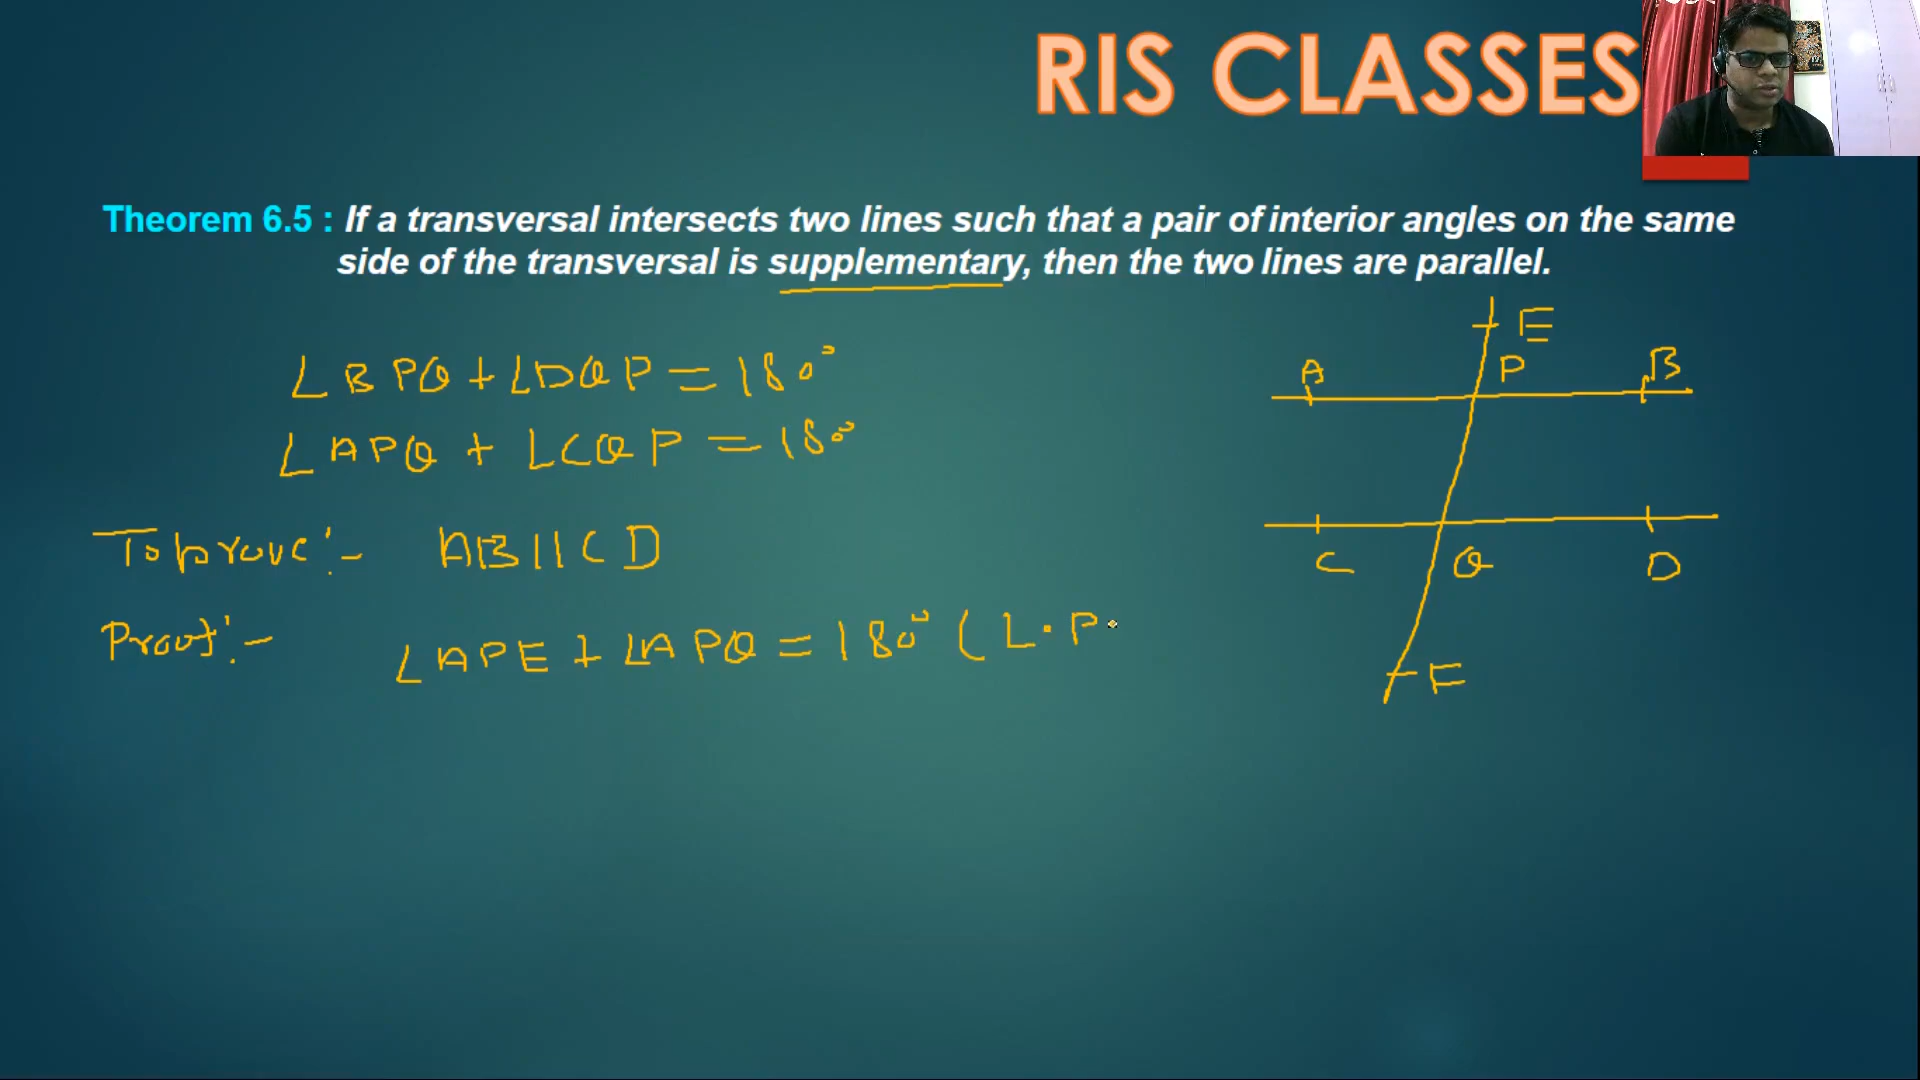 RIS CLASSES
Theorem 6.5 : If a transversal intersects two lines such that a pair of interior angles on the same
side of the transversal is supplementary, then the two lines are parallel.
∠BPQ + ∠DQP = 180°
∠APQ + ∠CQP = 180°
To prove :- AB || CD
Proof :- ∠APE + ∠APQ = 180° ( L.P.
E
A P B
C Q D
F